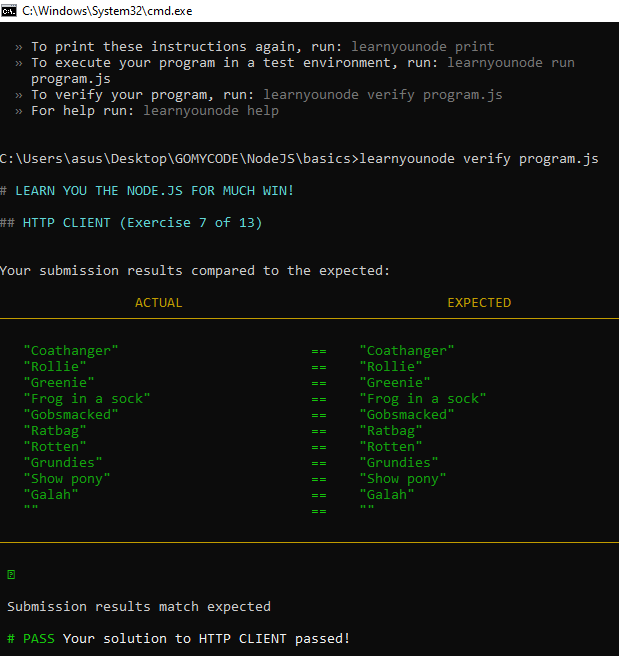 C:\Windows\System32\cmd.exe
» To print these instructions again, run: learnyounode print
» To execute your program in a test environment, run: learnyounode run
program.js
» To verify your program, run: learnyounode verify program.js
» For help run: learnyounode help
C:\Users\asus\Desktop\GOMYCODE\NodeJS\basics>learnyounode verify program.js
# LEARN YOU THE NODE.JS FOR MUCH WIN!
## HTTP CLIENT (Exercise 7 of 13)
Your submission results compared to the expected:
ACTUAL EXPECTED
"Coathanger" == "Coathanger"
"Rollie" == "Rollie"
"Greenie" == "Greenie"
"Frog in a sock" == "Frog in a sock"
"Gobsmacked" == "Gobsmacked"
"Ratbag" == "Ratbag"
"Rotten" == "Rotten"
"Grundies" == "Grundies"
"Show pony" == "Show pony"
"Galah" == "Galah"
"" == ""
Submission results match expected
# PASS Your solution to HTTP CLIENT passed!